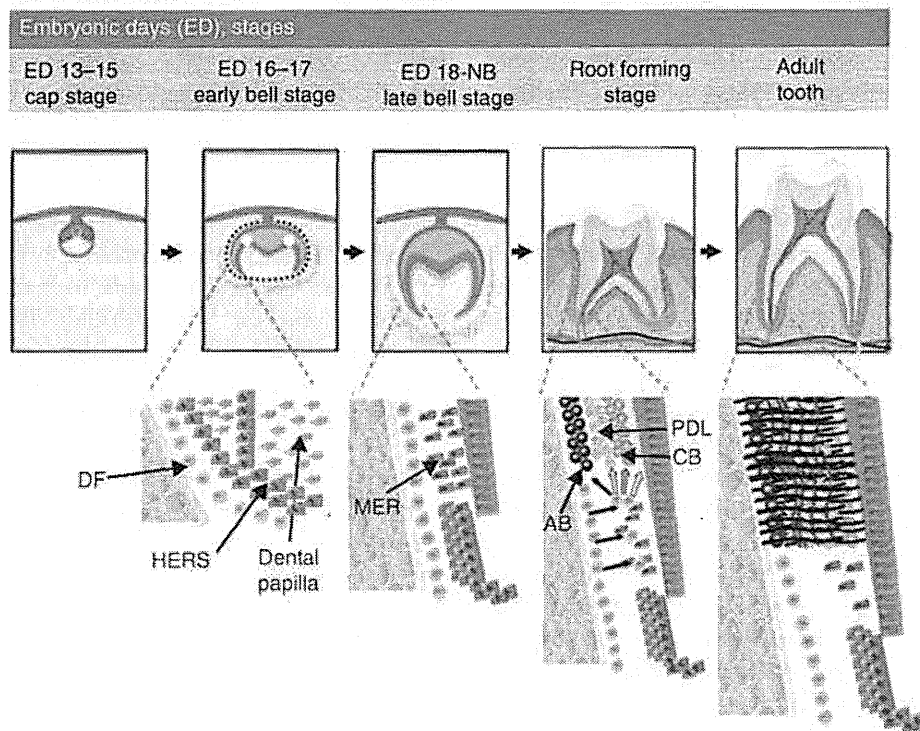 Embryonic days (ED), stages
ED 13–15
cap stage
ED 16–17
early bell stage
ED 18-NB
late bell stage
Root forming
stage
Adult
tooth
DF
HERS
Dental
papilla
MER
PDL
CB
AB